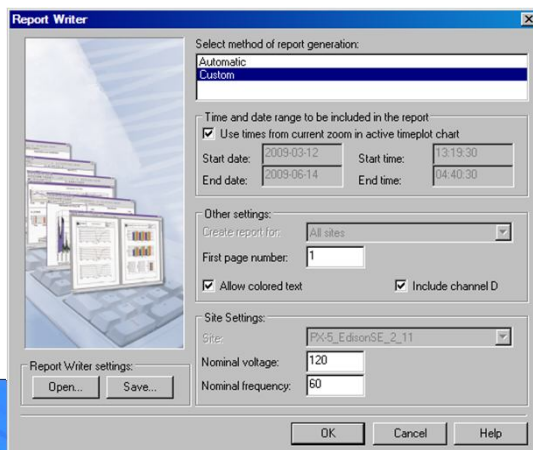 Report Writer
Select method of report generation:
Automatic
Custom
Time and date range to be included in the report
Use times from current zoom in active timeplot chart
Start date: 2009-03-12 Start time: 13:19:30
End date: 2009-06-14 End time: 04:40:30
Other settings:
Create report for: All sites
First page number: 1
Allow colored text Include channel D
Site Settings:
Site: PX-5_EdisonSE_2_11
Nominal voltage: 120
Nominal frequency: 60
Report Writer settings:
Open... Save...
OK Cancel Help